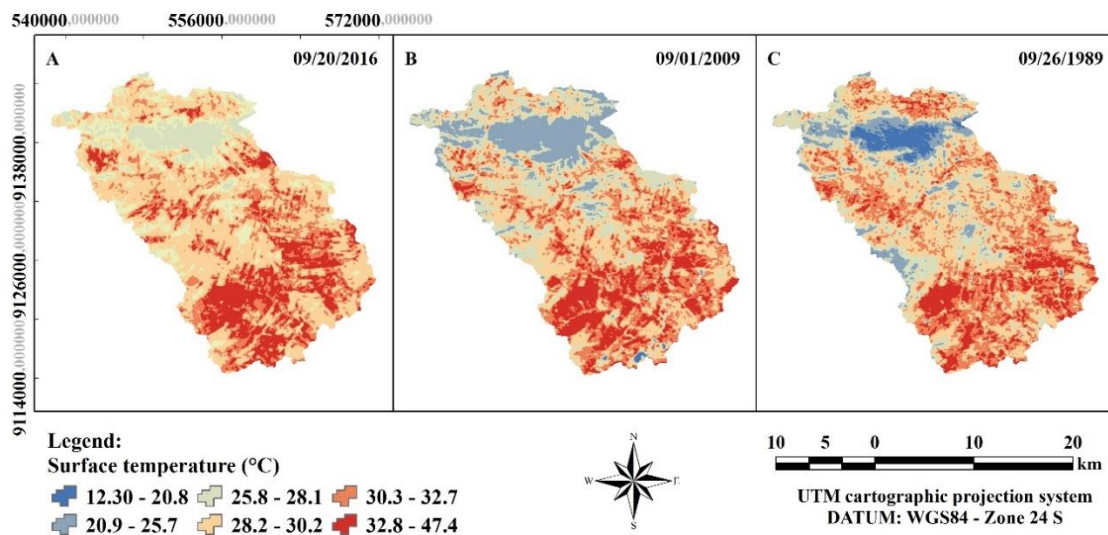 540000,000000 556000,000000 572000,000000
A 09/20/2016 B 09/01/2009 C 09/26/1989
9138000,000000
9126000,000000
9114000,000000
Legend:
Surface temperature (°C)
12.30 - 20.8 25.8 - 28.1 30.3 - 32.7
20.9 - 25.7 28.2 - 30.2 32.8 - 47.4
N
W
S
10 5 0 10 20
km
UTM cartographic projection system
DATUM: WGS84 - Zone 24 S